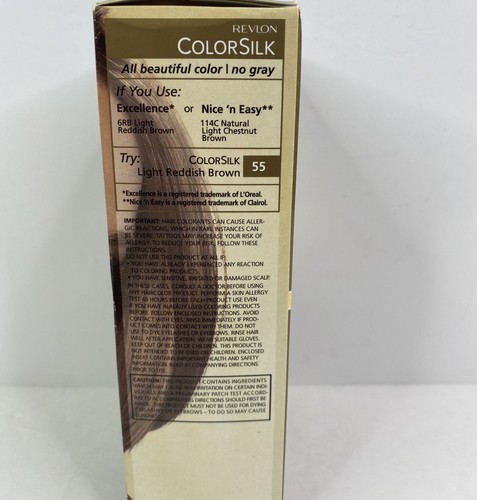 REVLON
COLORSILK
All beautiful color | no gray
If You Use:
Excellence* or Nice 'n Easy**
6RB Light 114C Natural
Reddish Brown Light Chestnut
Brown
Try: COLORSILK
Light Reddish Brown 55
*Excellence is a registered trademark of L'Oreal.
**Nice 'n Easy is a registered trademark of Clairol.
IMPORTANT: HAIR COLORANTS CAN CAUSE ALLER-
GIC REACTIONS, WHICH IN RARE INSTANCES CAN
BE SEVERE. TATTOOS MAY INCREASE YOUR RISK OF
ALLERGY. TO REDUCE YOUR RISK, FOLLOW THESE
INSTRUCTIONS.
DO NOT USE THIS PRODUCT AT ALL IF:
• YOU HAVE ALREADY EXPERIENCED ANY REACTION
TO COLORING PRODUCTS.
• YOU HAVE SENSITIVE, IRRITATED OR DAMAGED SCALP.
IN THESE CASES, CONSULT A DOCTOR BEFORE USING
ANY HAIRCOLOR PRODUCT. PERFORM A SKIN ALLERGY
TEST 48 HOURS BEFORE EACH PRODUCT USE EVEN
IF YOU HAVE ALREADY USED COLORING PRODUCTS
BEFORE. FOLLOW ENCLOSED INSTRUCTIONS. AVOID
CONTACT WITH EYES. RINSE IMMEDIATELY IF PROD-
UCT COMES INTO CONTACT WITH THEM. DO NOT
USE TO DYE EYELASHES OR EYEBROWS. RINSE HAIR
WELL AFTER APPLICATION. WEAR SUITABLE GLOVES.
KEEP OUT OF REACH OF CHILDREN. THIS PRODUCT IS
NOT INTENDED TO BE USED ON CHILDREN. ENCLOSED
INSERT CONTAINS IMPORTANT HEALTH AND SAFETY
INFORMATION. READ ACCOMPANYING DIRECTIONS
PRIOR TO USE.
CAUTION: THIS PRODUCT CONTAINS INGREDIENTS
WHICH MAY CAUSE SKIN IRRITATION ON CERTAIN INDI-
VIDUALS AND A PRELIMINARY PATCH TEST ACCORD-
ING TO ACCOMPANYING DIRECTIONS SHOULD FIRST BE
MADE. THIS PRODUCT MUST NOT BE USED FOR DYING
EYELASHES OR EYEBROWS – TO DO SO MAY CAUSE
BLINDNESS.